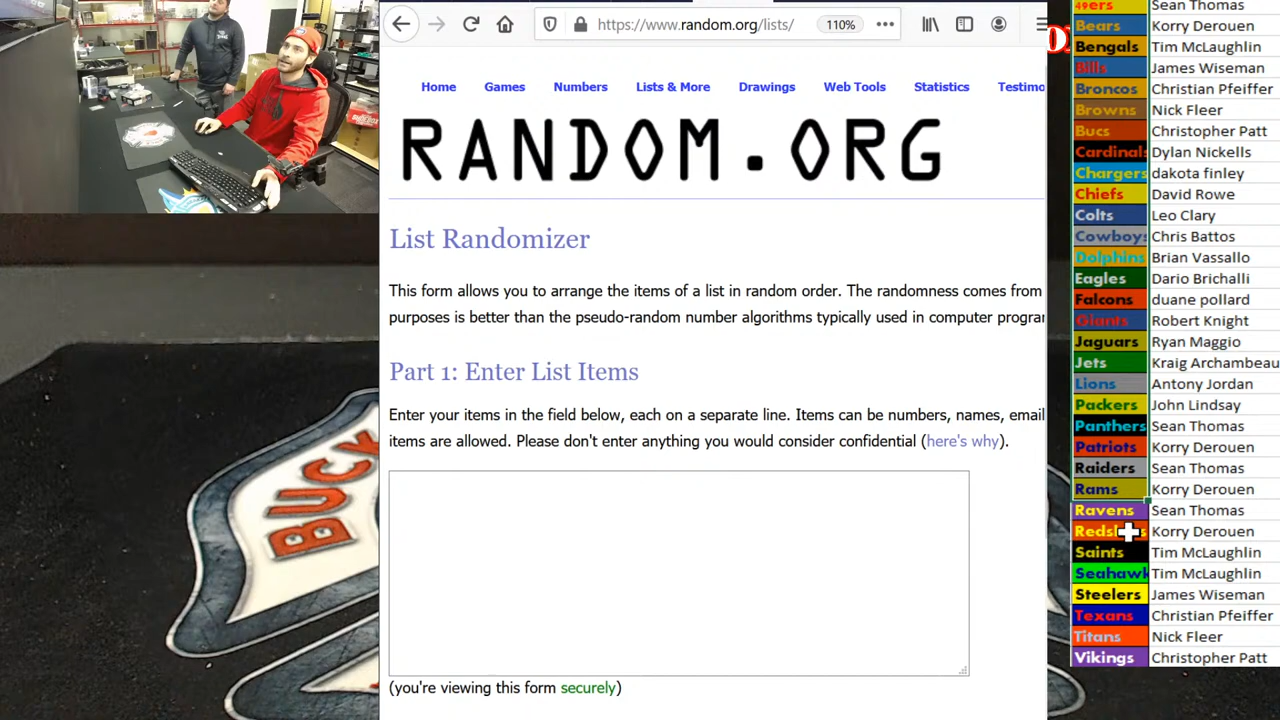 https://www.random.org/lists/
110%
Home Games Numbers Lists & More Drawings Web Tools Statistics Testimo
RANDOM.ORG
List Randomizer
This form allows you to arrange the items of a list in random order. The randomness comes from
purposes is better than the pseudo-random number algorithms typically used in computer program
Part 1: Enter List Items
Enter your items in the field below, each on a separate line. Items can be numbers, names, email
items are allowed. Please don't enter anything you would consider confidential (here's why).
(you're viewing this form securely)
BUCK
49ers Sean Thomas
Bears Korry Derouen
Bengals Tim McLaughlin
Bills James Wiseman
Broncos Christian Pfeiffer
Browns Nick Fleer
Bucs Christopher Patt
Cardinals Dylan Nickells
Chargers dakota finley
Chiefs David Rowe
Colts Leo Clary
Cowboys Chris Battos
Dolphins Brian Vassallo
Eagles Dario Brichalli
Falcons duane pollard
Giants Robert Knight
Jaguars Ryan Maggio
Jets Kraig Archambeau
Lions Antony Jordan
Packers John Lindsay
Panthers Sean Thomas
Patriots Korry Derouen
Raiders Sean Thomas
Rams Korry Derouen
Ravens Sean Thomas
Korry Derouen
Saints Tim McLaughlin
Seahawk Tim McLaughlin
Steelers James Wiseman
Texans Christian Pfeiffer
Titans Nick Fleer
Vikings Christopher Patt